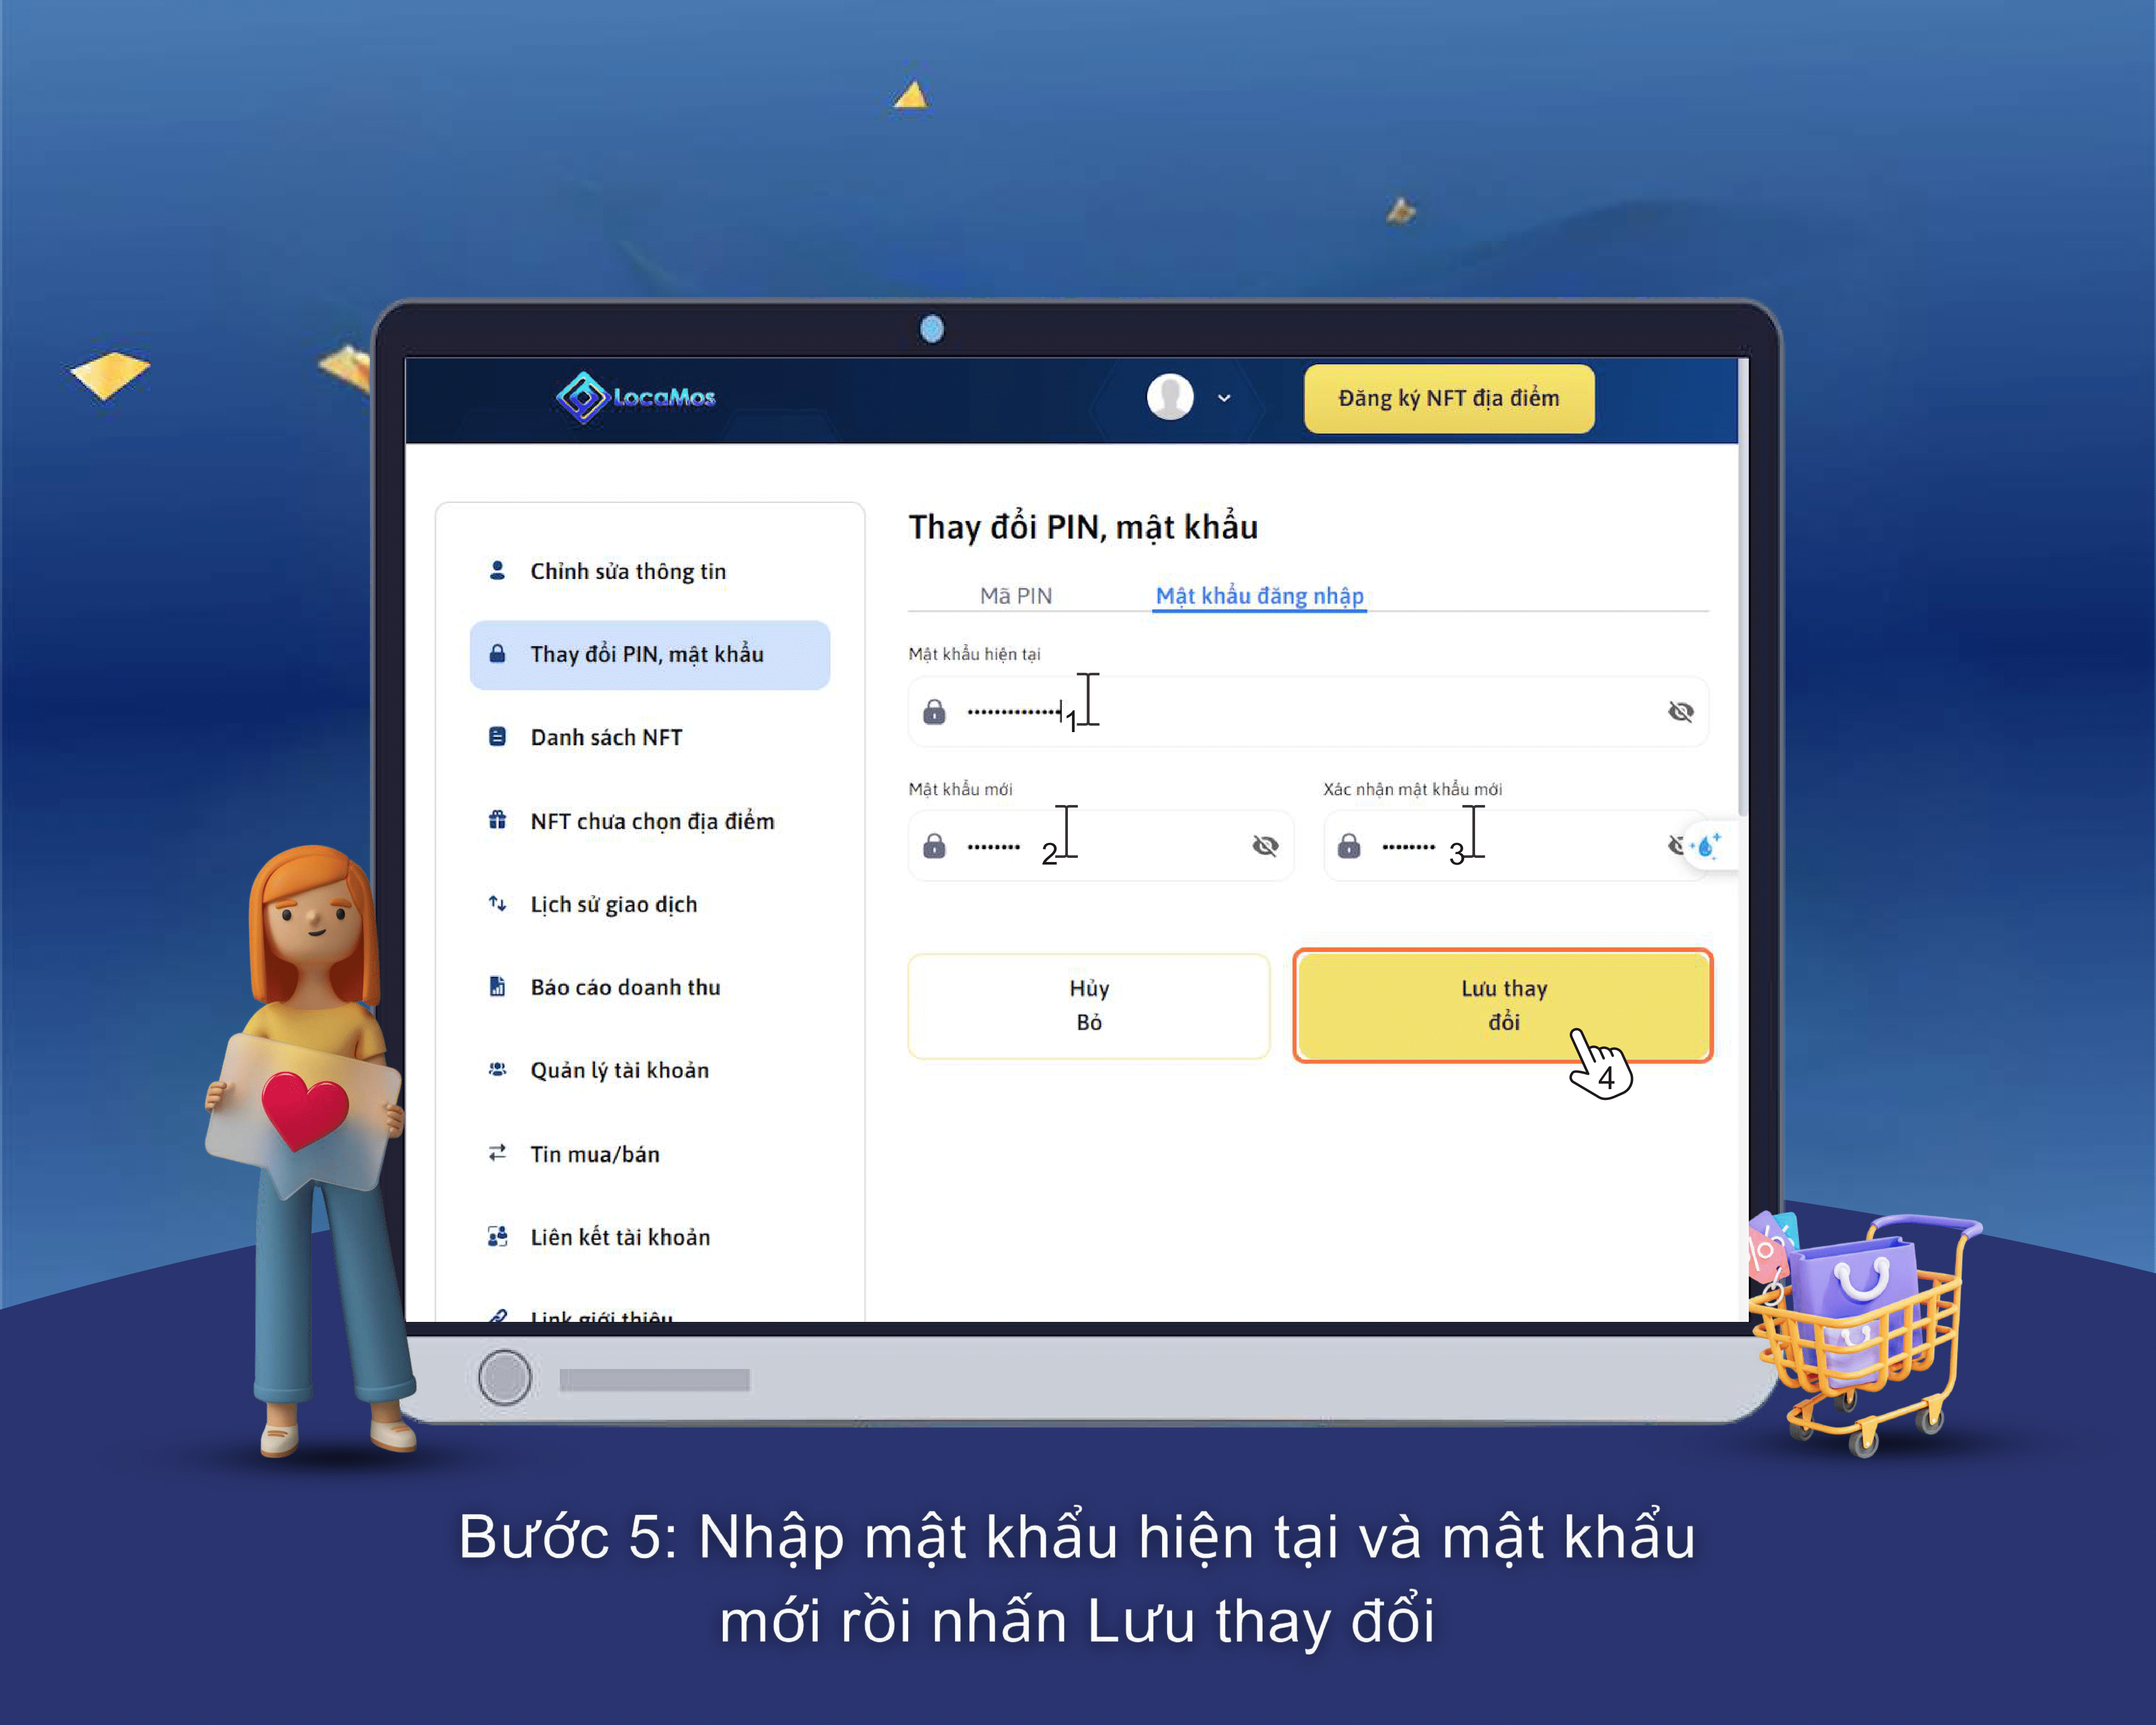 LocaMos
Đăng ký NFT địa điểm
Chỉnh sửa thông tin
Thay đổi PIN, mật khẩu
Danh sách NFT
NFT chưa chọn địa điểm
Lịch sử giao dịch
Báo cáo doanh thu
Quản lý tài khoản
Tin mua/bán
Liên kết tài khoản
Link giới thiệu
Thay đổi PIN, mật khẩu
Mã PIN
Mật khẩu đăng nhập
Mật khẩu hiện tại
1
Mật khẩu mới
Xác nhận mật khẩu mới
2
3
Hủy
Bỏ
Lưu thay
đổi
4
%
Bước 5: Nhập mật khẩu hiện tại và mật khẩu
mới rồi nhấn Lưu thay đổi